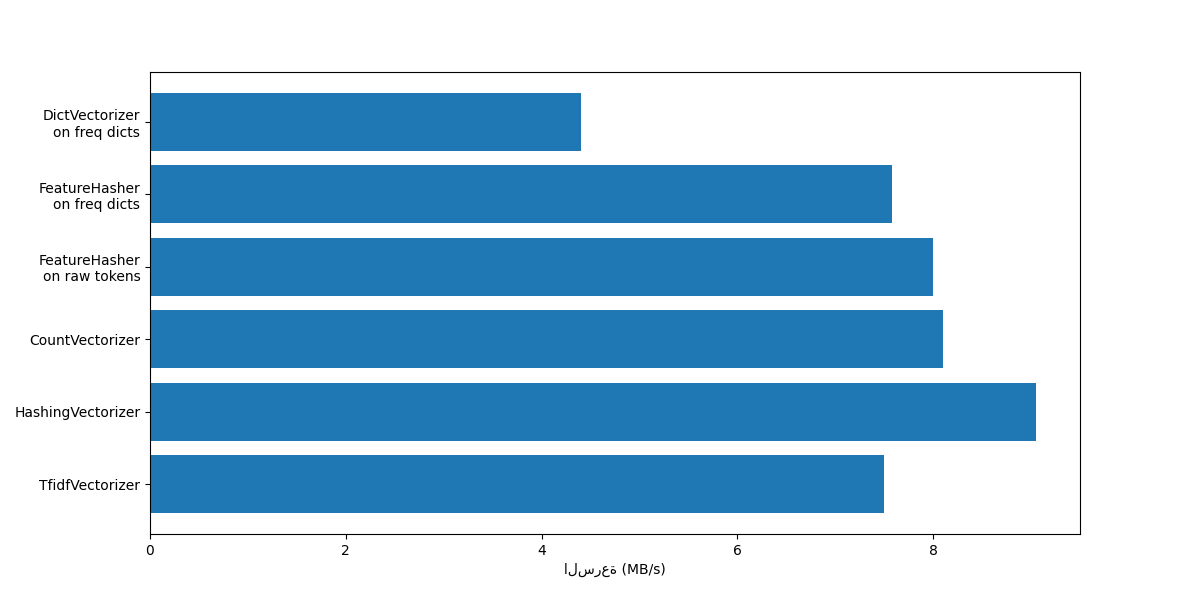 DictVectorizer
on freq dicts
FeatureHasher
on freq dicts
FeatureHasher
on raw tokens
CountVectorizer
HashingVectorizer
TfidfVectorizer
0 2 4 6 8
السرعة (MB/s)